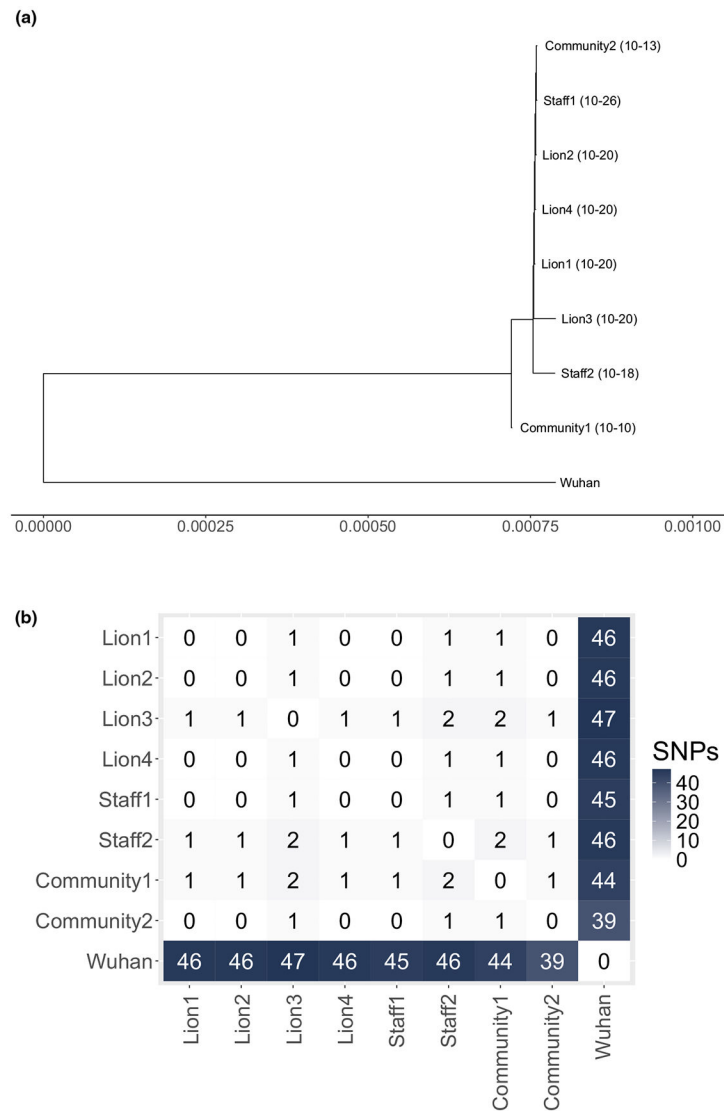 (a)
Community2 (10-13)
Staff1 (10-26)
Lion2 (10-20)
Lion4 (10-20)
Lion1 (10-20)
Lion3 (10-20)
Staff2 (10-18)
Community1 (10-10)
Wuhan
0.00000 0.00025 0.00050 0.00075 0.00100
(b)
Lion1 0 0 1 0 0 1 1 0 46
Lion2 0 0 1 0 0 1 1 0 46
Lion3 1 1 0 1 1 2 2 1 47
Lion4 0 0 1 0 0 1 1 0 46
Staff1 0 0 1 0 0 1 1 0 45
Staff2 1 1 2 1 1 0 2 1 46
Community1 1 1 2 1 1 2 0 1 44
Community2 0 0 1 0 0 1 1 0 39
Wuhan 46 46 47 46 45 46 44 39 0
Lion1 Lion2 Lion3 Lion4 Staff1 Staff2 Community1 Community2 Wuhan
SNPs
40
30
20
10
0